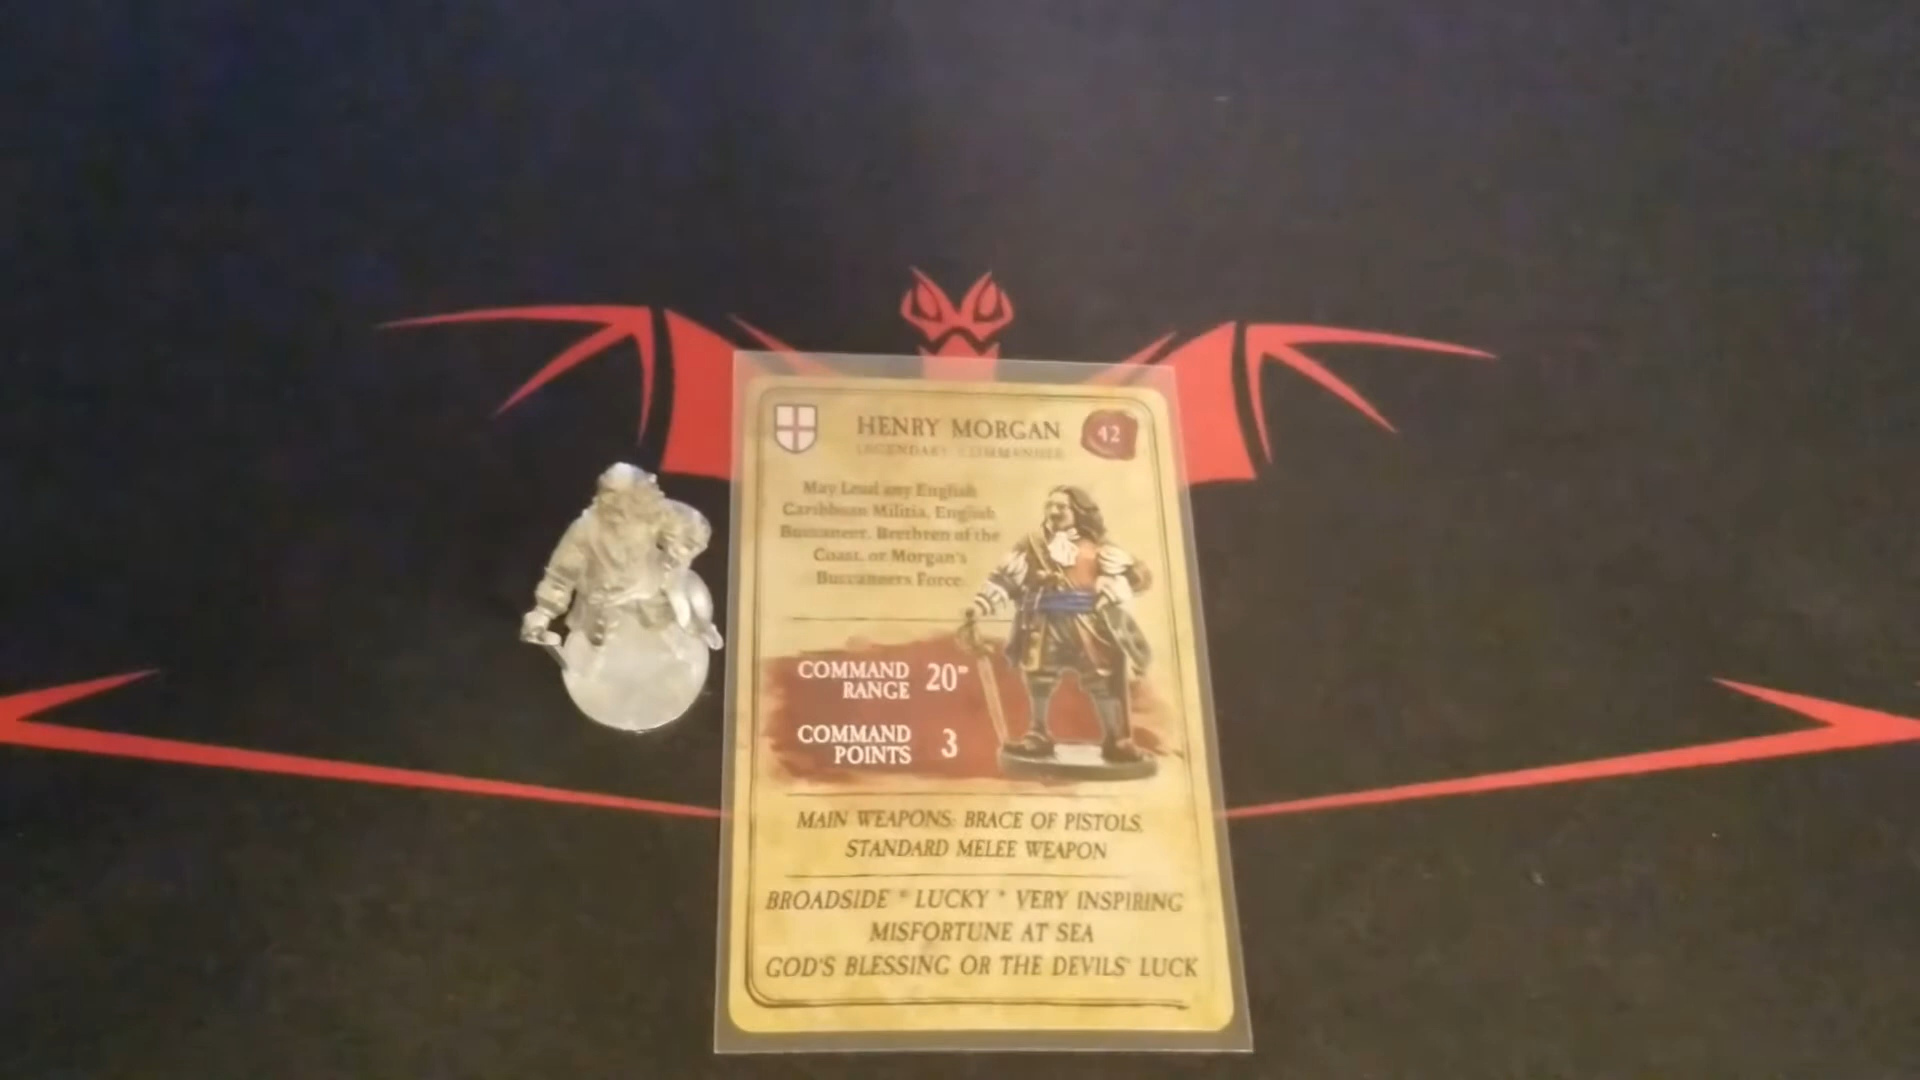 HENRY MORGAN
42
LEGENDARY COMMANDER
May Lead any English
Caribbean Militia, English
Buccaneer, Brethren of the
Coast, or Morgan's
Buccaneers Force.
COMMAND RANGE 20"
COMMAND POINTS 3
MAIN WEAPONS: BRACE OF PISTOLS,
STANDARD MELEE WEAPON
BROADSIDE * LUCKY * VERY INSPIRING
MISFORTUNE AT SEA
GOD'S BLESSING OR THE DEVILS' LUCK